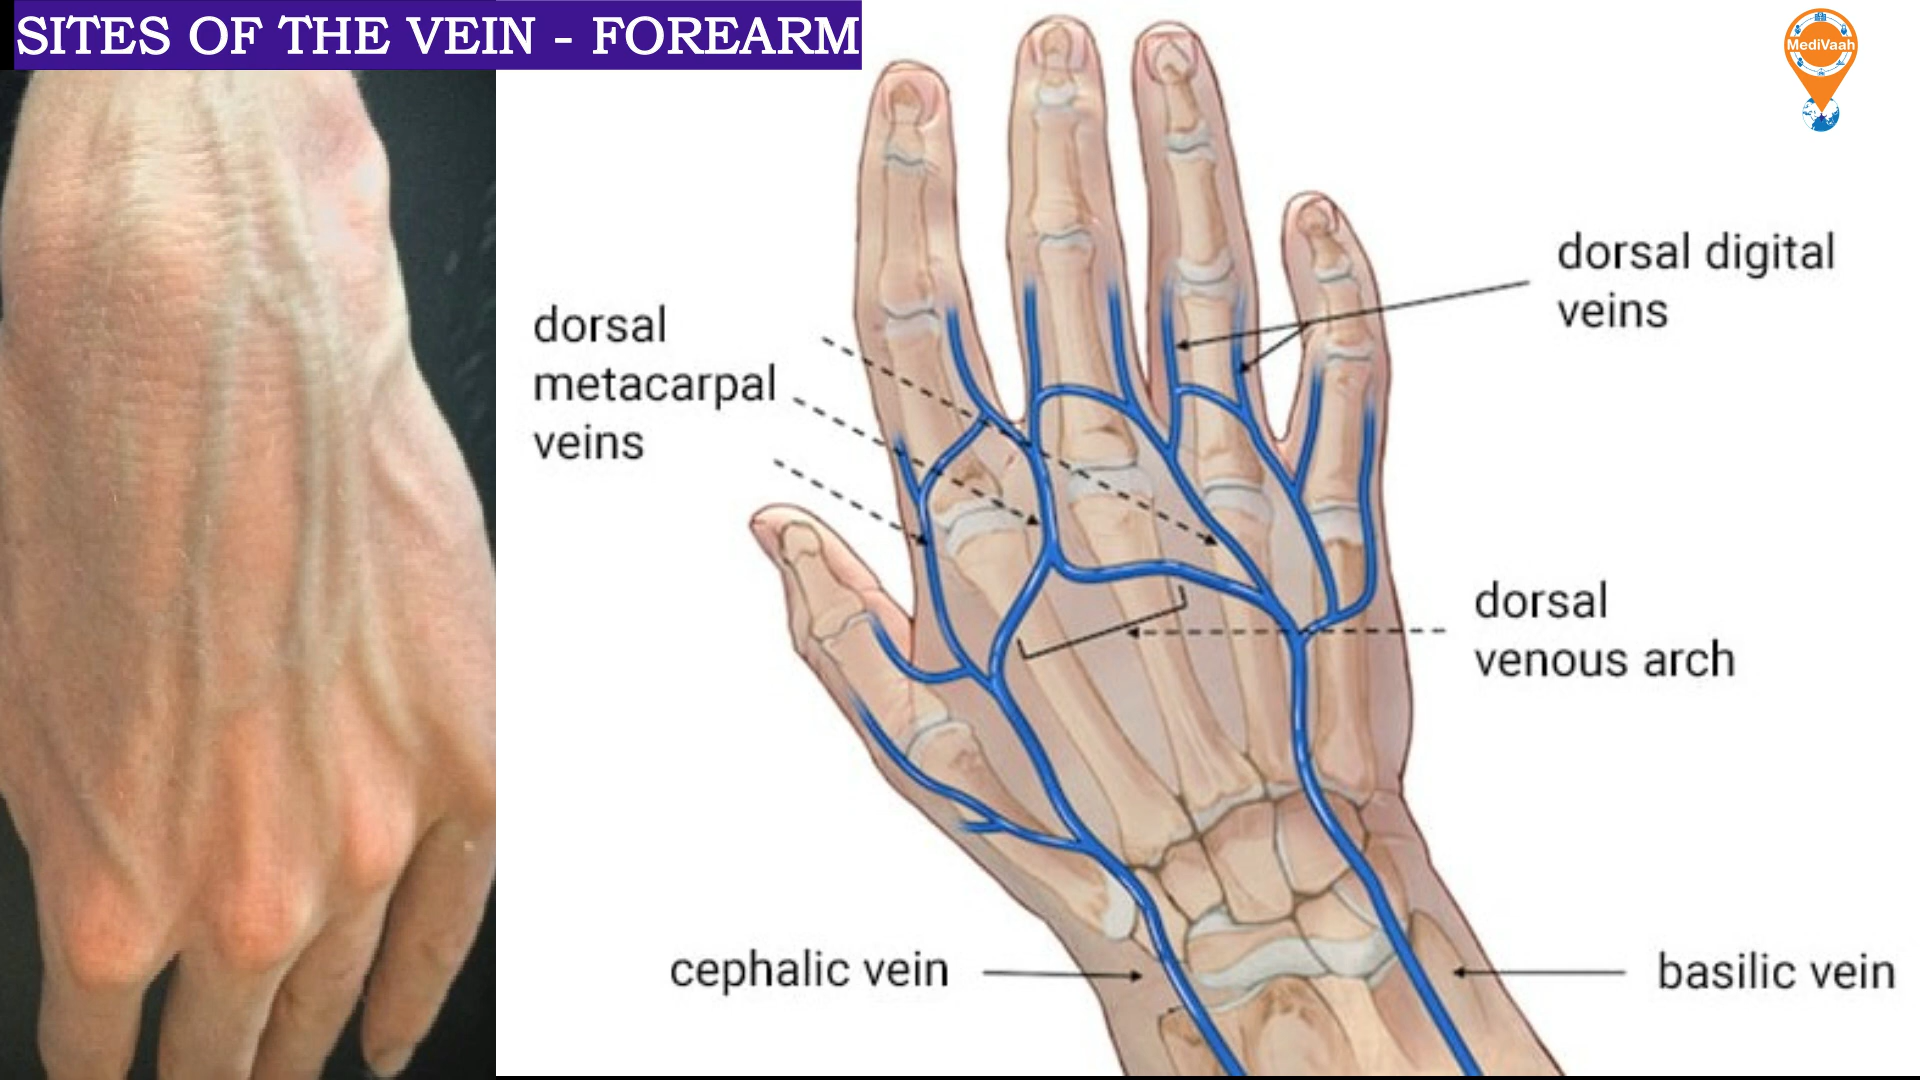 SITES OF THE VEIN - FOREARM
MediVaah
dorsal digital
veins
dorsal
metacarpal
veins
dorsal
venous arch
cephalic vein
basilic vein